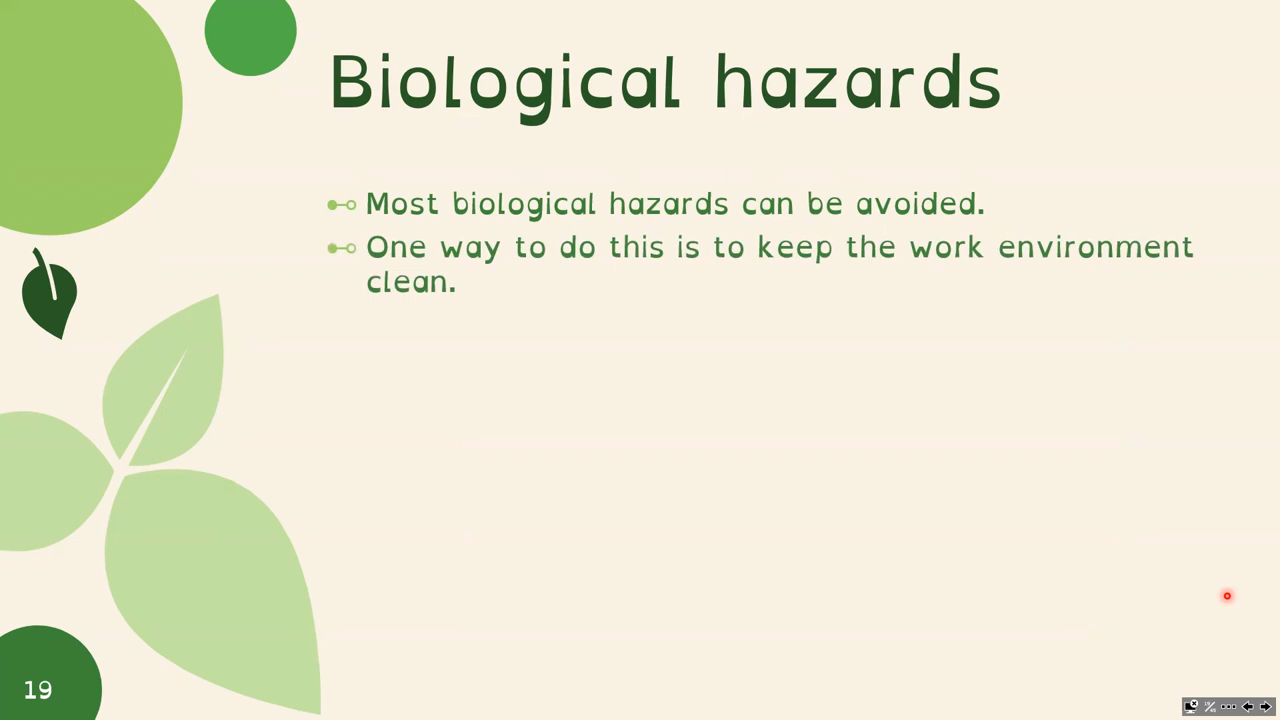 Biological hazards
Most biological hazards can be avoided.
One way to do this is to keep the work environment
clean.
19